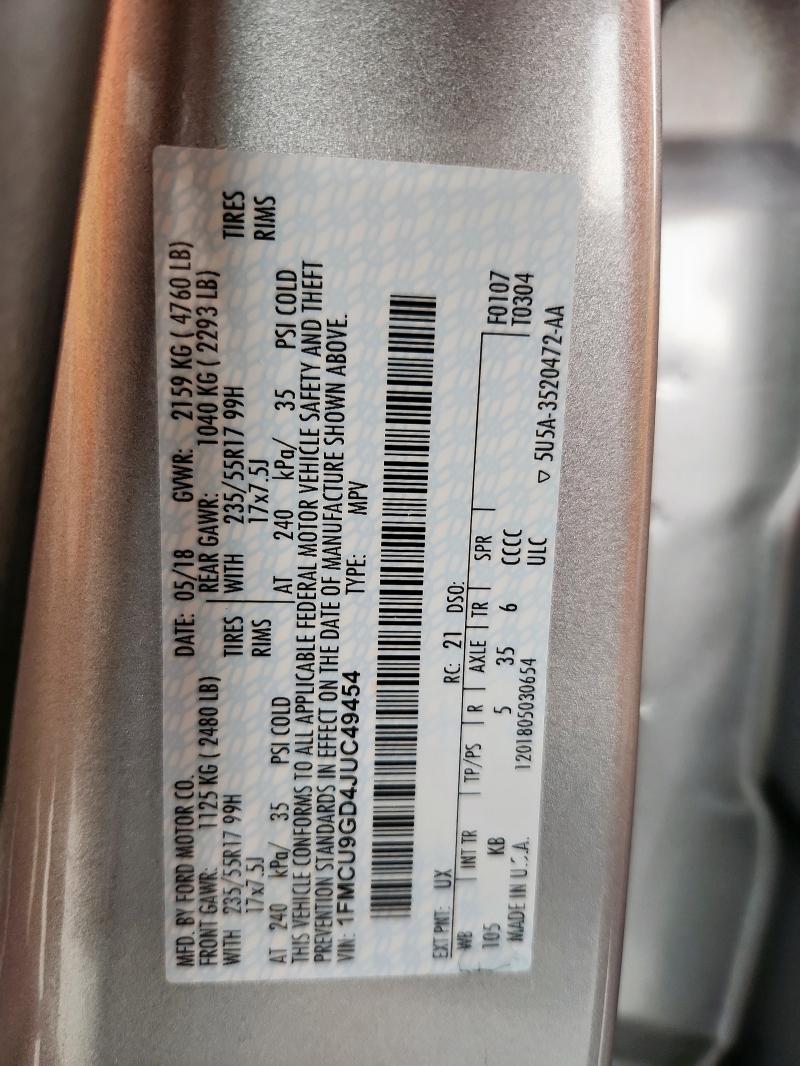 MFD. BY FORD MOTOR CO.
DATE: 05/18 GVWR: 2159 KG ( 4760 LB)
FRONT GAWR: 1125 KG ( 2480 LB) REAR GAWR: 1040 KG ( 2293 LB)
WITH 235/55R17 99H TIRES WITH 235/55R17 99H TIRES
17x7.5J RIMS 17x7.5J RIMS
AT 240 kPa/ 35 PSI COLD AT 240 kPa/ 35 PSI COLD
THIS VEHICLE CONFORMS TO ALL APPLICABLE FEDERAL MOTOR VEHICLE SAFETY AND THEFT
PREVENTION STANDARDS IN EFFECT ON THE DATE OF MANUFACTURE SHOWN ABOVE.
VIN: 1FMCU9GD4JUC49454 TYPE: MPV
EXT PNT: UX RC: 21 DSO:
WB INT TR TP/PS R AXLE TR SPR F0107
105 KB 5 35 6 CCCC T0304
MADE IN U.S.A. 1201805030654 ULC
▽ 5U5A-3520472-AA